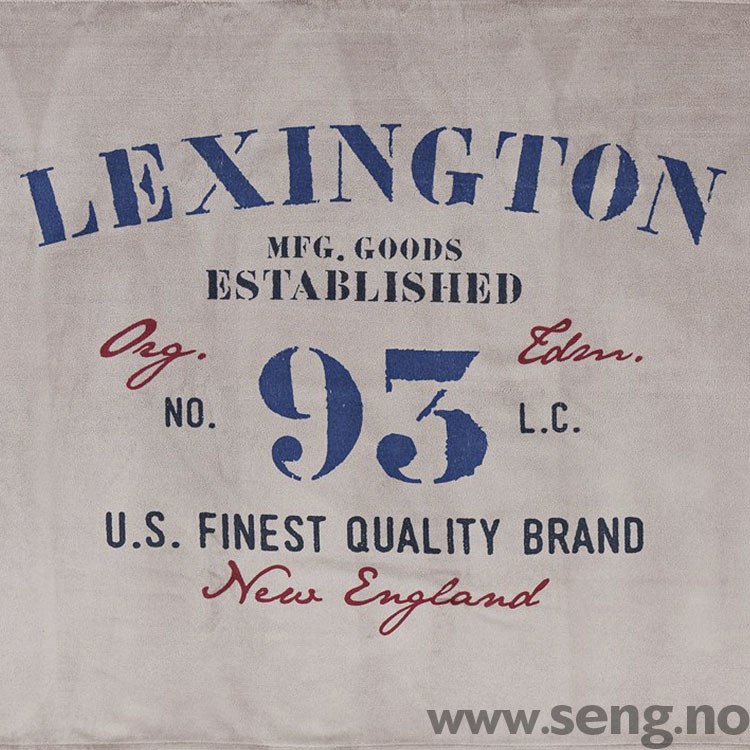 LEXINGTON
MFG. GOODS
ESTABLISHED
Org. 93 Edm.
NO. L.C.
U.S. FINEST QUALITY BRAND
New England
www.seng.no